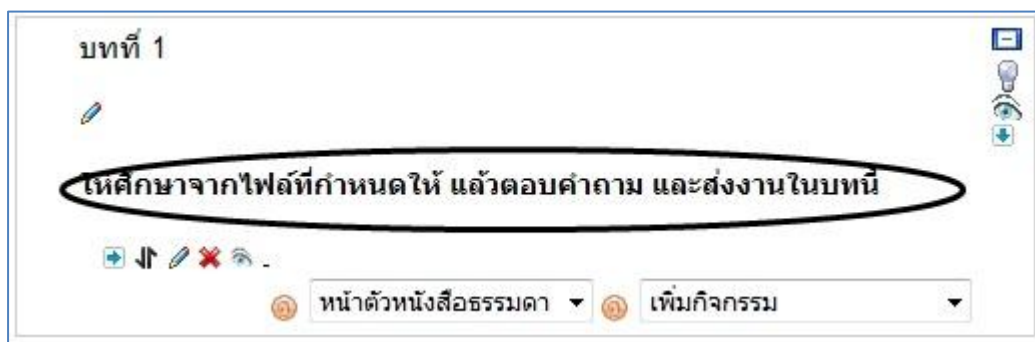 บทที่ 1
ให้ศึกษาจากไฟล์ที่กำหนดให้ แล้วตอบคำถาม และส่งงานในบทนี้
หน้าตัวหนังสือธรรมดา เพิ่มกิจกรรม